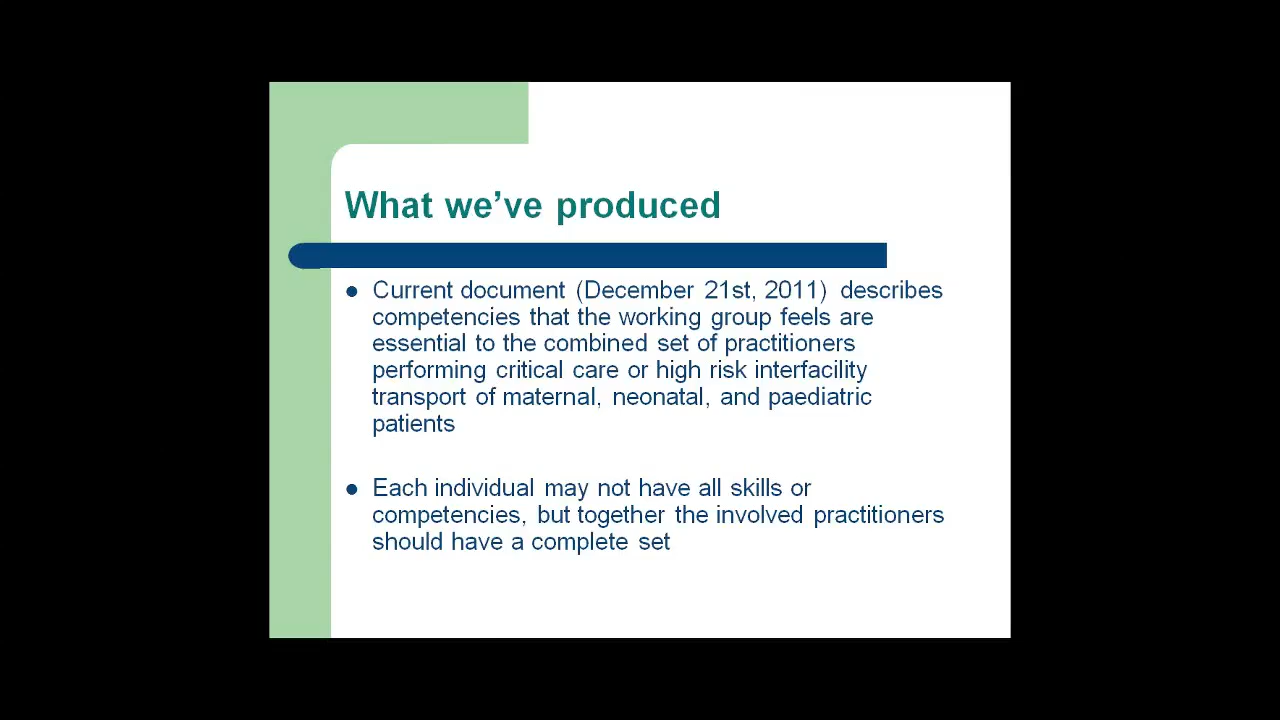 What we’ve produced
Current document (December 21st, 2011) describes
competencies that the working group feels are
essential to the combined set of practitioners
performing critical care or high risk interfacility
transport of maternal, neonatal, and paediatric
patients
Each individual may not have all skills or
competencies, but together the involved practitioners
should have a complete set